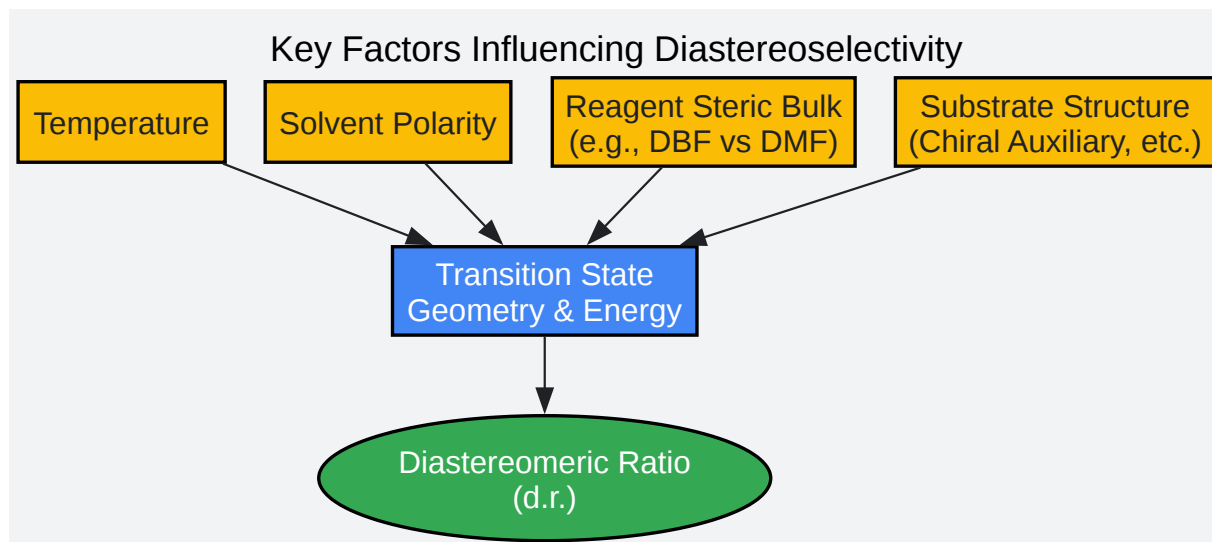 Key Factors Influencing Diastereoselectivity
Temperature
Solvent Polarity
Reagent Steric Bulk
(e.g., DBF vs DMF)
Substrate Structure
(Chiral Auxiliary, etc.)
Transition State
Geometry & Energy
Diastereomeric Ratio
(d.r.)